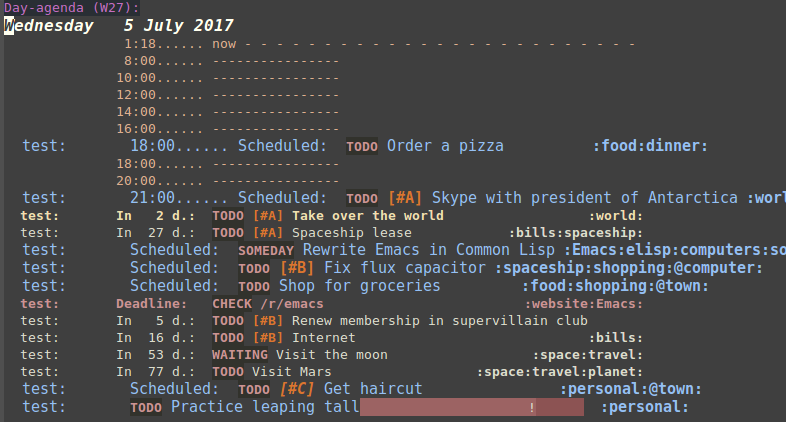 Day-agenda (W27):
Wednesday   5 July 2017
1:18...... now - - - - - - - - - - - - - - - - - - - - - - - - -
8:00...... ----------------
10:00...... ----------------
12:00...... ----------------
14:00...... ----------------
16:00...... ----------------
test:       18:00...... Scheduled:  TODO Order a pizza          :food:dinner:
18:00...... ----------------
20:00...... ----------------
test:       21:00...... Scheduled:  TODO [#A] Skype with president of Antarctica :worl
test:       In   2 d.:  TODO [#A] Take over the world                  :world:
test:       In  27 d.:  TODO [#A] Spaceship lease            :bills:spaceship:
test:       Scheduled:  SOMEDAY Rewrite Emacs in Common Lisp :Emacs:elisp:computers:so
test:       Scheduled:  TODO [#B] Fix flux capacitor :spaceship:shopping:@computer:
test:       Scheduled:  TODO Shop for groceries         :food:shopping:@town:
test:       Deadline:   CHECK /r/emacs                         :website:Emacs:
test:       In   5 d.:  TODO [#B] Renew membership in supervillain club
test:       In  16 d.:  TODO [#B] Internet                             :bills:
test:       In  53 d.:  WAITING Visit the moon                  :space:travel:
test:       In  77 d.:  TODO Visit Mars                  :space:travel:planet:
test:       Scheduled:  TODO [#C] Get haircut               :personal:@town:
test:       TODO Practice leaping tall                   !       :personal: